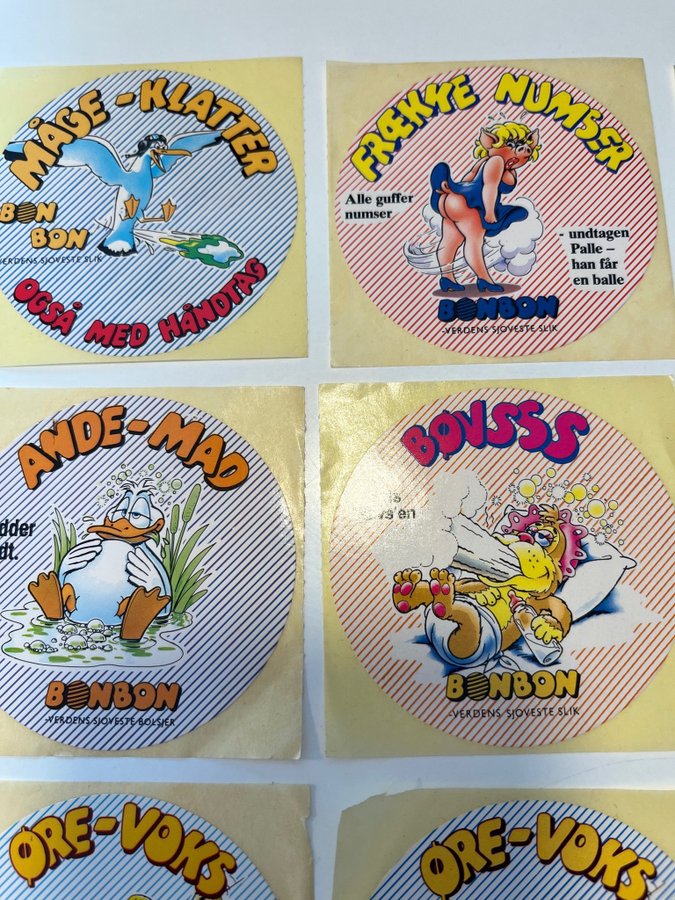 MÅGE-KLATTER
BON
BON
VERDENS SJOVESTE SLIK
OGSÅ MED HÅNDTAG
FRÆKKE NUMSER
Alle guffer
numser
- undtagen
Palle –
han får
en balle
BONBON
-VERDENS SJOVESTE SLIK
ANDE-MAD
BONBON
-VERDENS SJOVESTE BOLSJER
BØVSSS
BONBON
-VERDENS SJOVESTE SLIK
ØRE-VOKS
ØRE-VOKS